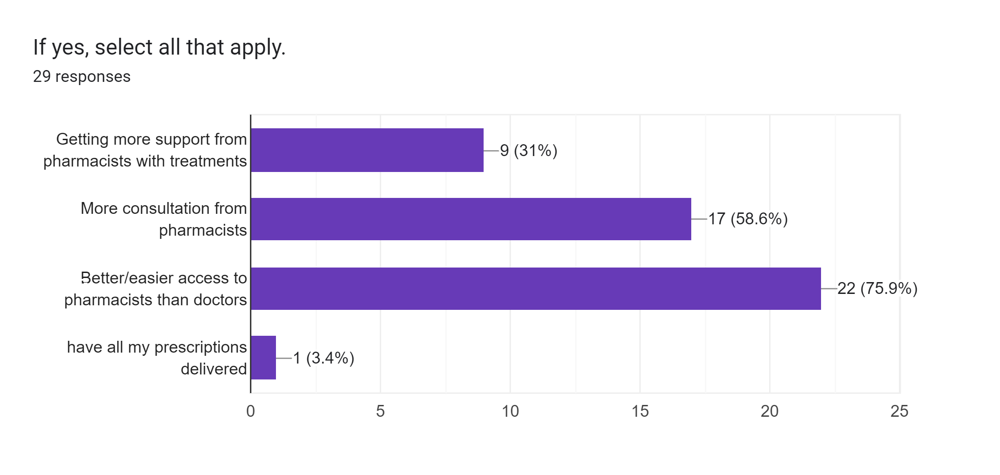 If yes, select all that apply.
29 responses
Getting more support from
pharmacists with treatments
9 (31%)
More consultation from
pharmacists
17 (58.6%)
Better/easier access to
pharmacists than doctors
22 (75.9%)
have all my prescriptions
delivered
1 (3.4%)
0 5 10 15 20 25